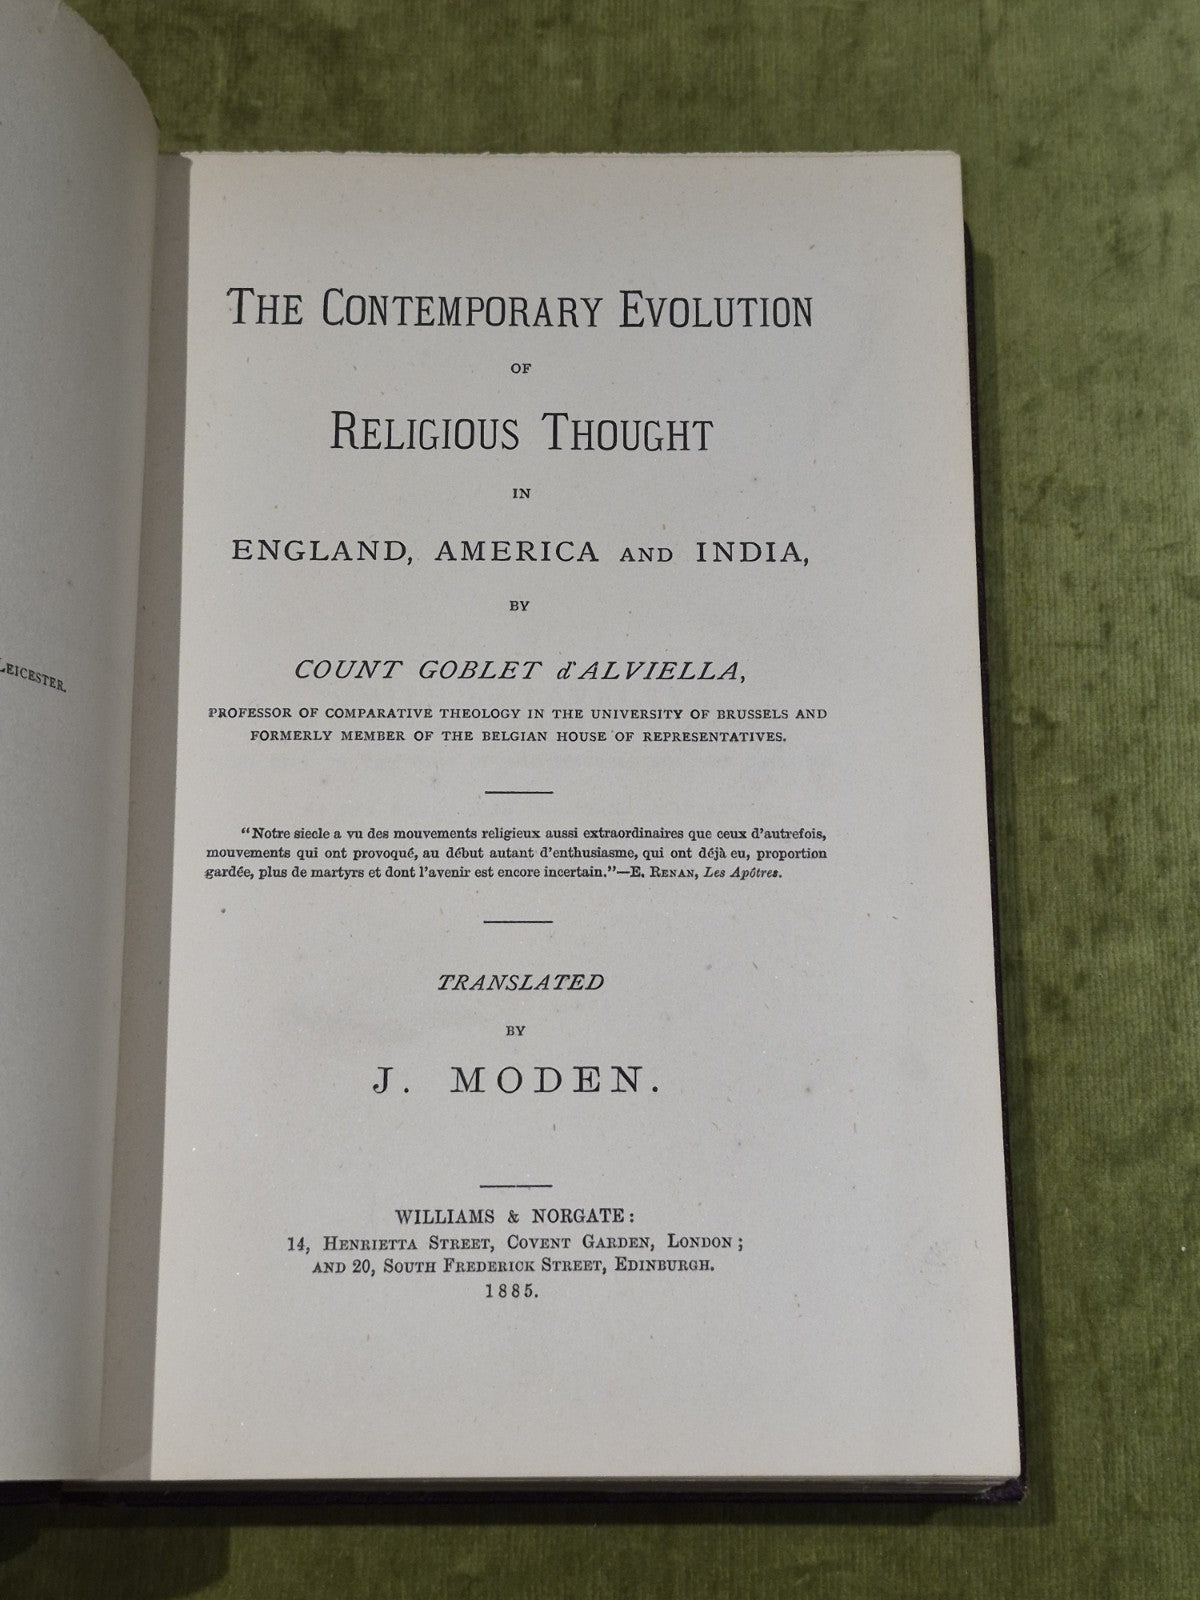 LEICESTER.
THE CONTEMPORARY EVOLUTION
OF
RELIGIOUS THOUGHT
IN
ENGLAND, AMERICA AND INDIA,
BY
COUNT GOBLET d'ALVIELLA,
PROFESSOR OF COMPARATIVE THEOLOGY IN THE UNIVERSITY OF BRUSSELS AND
FORMERLY MEMBER OF THE BELGIAN HOUSE OF REPRESENTATIVES.
"Notre siecle a vu des mouvements religieux aussi extraordinaires que ceux d'autrefois,
mouvements qui ont provoqué, au début autant d'enthusiasme, qui ont déjà eu, proportion
gardée, plus de martyrs et dont l'avenir est encore incertain."—E. RENAN, Les Apôtres.
TRANSLATED
BY
J. MODEN.
WILLIAMS & NORGATE:
14, HENRIETTA STREET, COVENT GARDEN, LONDON;
AND 20, SOUTH FREDERICK STREET, EDINBURGH.
1885.